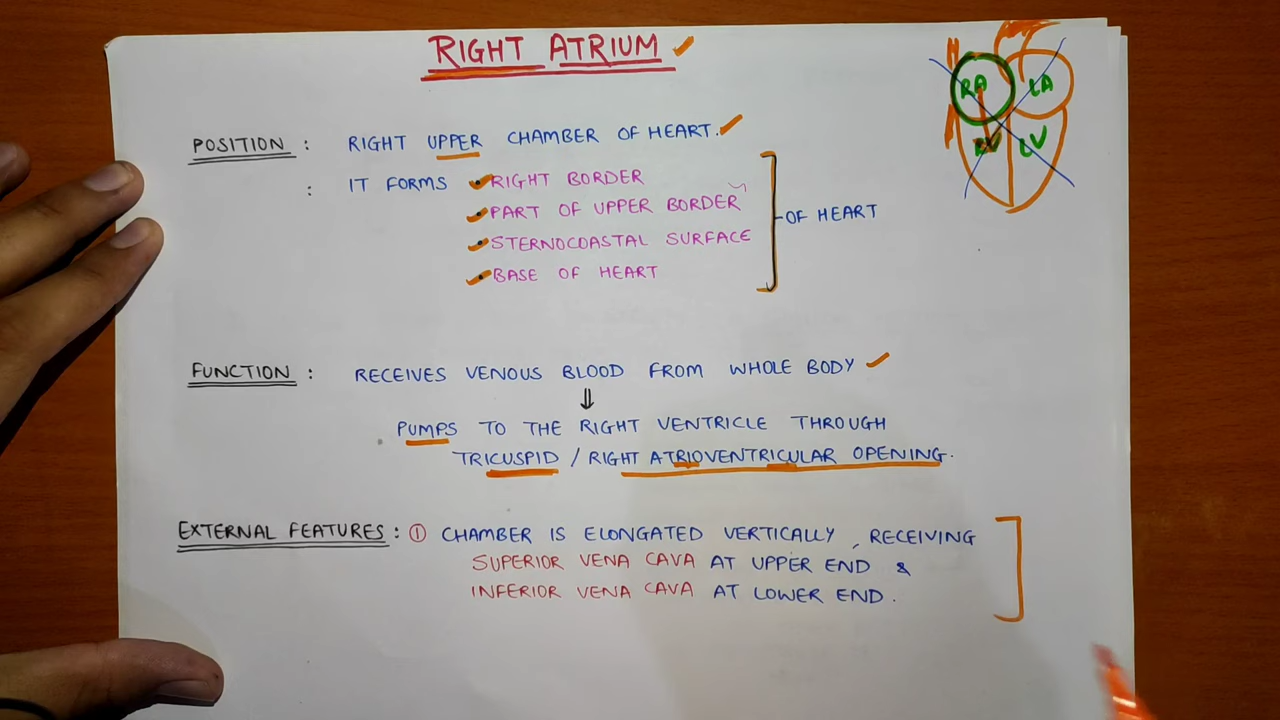 RIGHT ATRIUM
RA LA
RV LV
POSITION : RIGHT UPPER CHAMBER OF HEART.
: IT FORMS • RIGHT BORDER
• PART OF UPPER BORDER
• STERNOCOASTAL SURFACE
• BASE OF HEART
OF HEART
FUNCTION : RECEIVES VENOUS BLOOD FROM WHOLE BODY
⇓
PUMPS TO THE RIGHT VENTRICLE THROUGH
TRICUSPID / RIGHT ATRIOVENTRICULAR OPENING.
EXTERNAL FEATURES : ① CHAMBER IS ELONGATED VERTICALLY, RECEIVING
SUPERIOR VENA CAVA AT UPPER END &
INFERIOR VENA CAVA AT LOWER END.